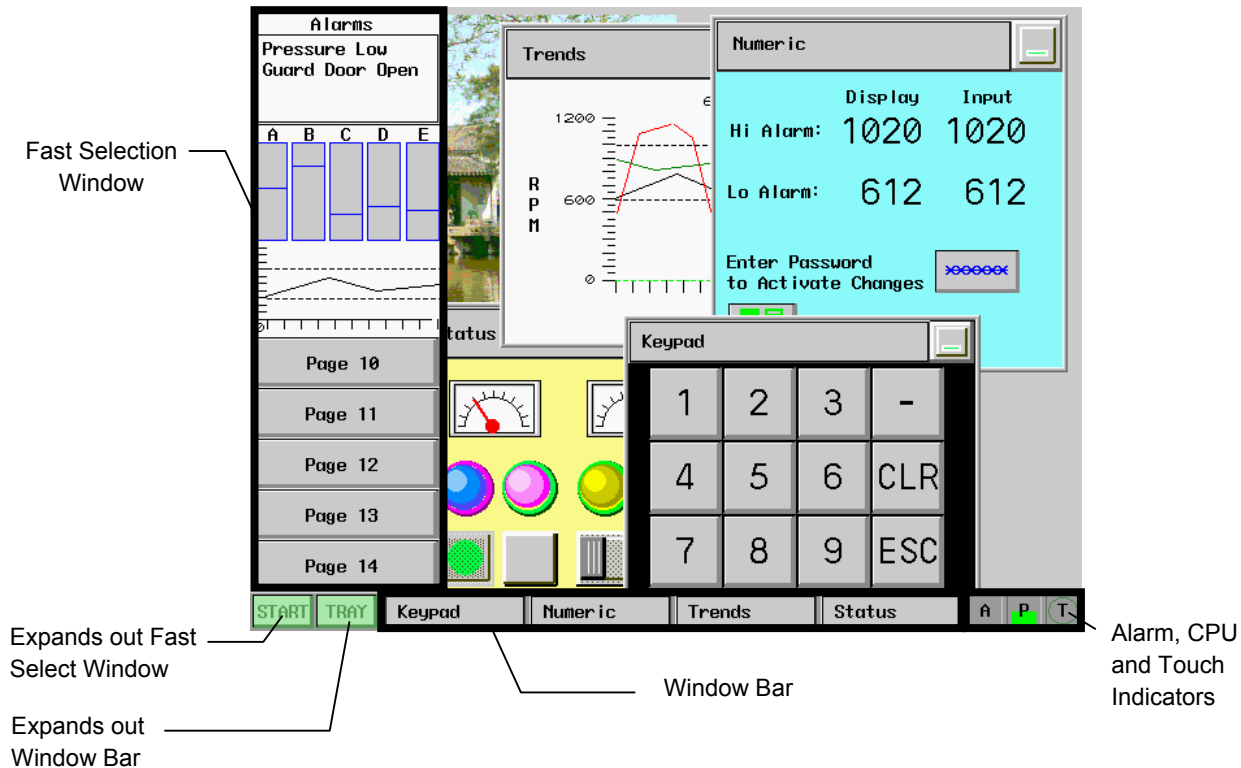 Alarms
Pressure Low
Guard Door Open
A B C D E
0
Page 10
Page 11
Page 12
Page 13
Page 14
Trends
1200
600
0
R
P
M
Numeric
Display Input
Hi Alarm: 1020 1020
Lo Alarm: 612 612
Enter Password
to Activate Changes
xxxxxx
tatus
Keypad
1 2 3 -
4 5 6 CLR
7 8 9 ESC
START TRAY Keypad Numeric Trends Status A P T
Fast Selection
Window
Expands out Fast
Select Window
Expands out
Window Bar
Window Bar
Alarm, CPU
and Touch
Indicators